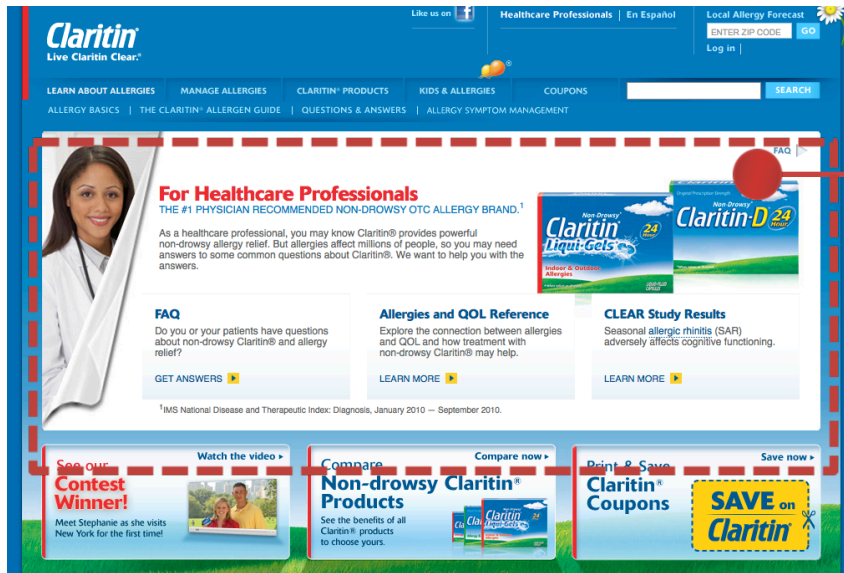 Like us on f
Healthcare Professionals | En Español
Local Allergy Forecast
ENTER ZIP CODE GO
Log in |
Claritin®
Live Claritin Clear.®
LEARN ABOUT ALLERGIES MANAGE ALLERGIES CLARITIN® PRODUCTS KIDS & ALLERGIES COUPONS SEARCH
ALLERGY BASICS | THE CLARITIN® ALLERGEN GUIDE | QUESTIONS & ANSWERS | ALLERGY SYMPTOM MANAGEMENT
FAQ
For Healthcare Professionals
THE #1 PHYSICIAN RECOMMENDED NON-DROWSY OTC ALLERGY BRAND.1
As a healthcare professional, you may know Claritin® provides powerful
non-drowsy allergy relief. But allergies affect millions of people, so you may need
answers to some common questions about Claritin®. We want to help you with the
answers.
Non-Drowsy
Claritin 24 Hour
Liqui-Gels
Indoor & Outdoor
Allergies
Original Prescription Strength
Non-Drowsy
Claritin-D 24 Hour
FAQ
Do you or your patients have questions
about non-drowsy Claritin® and allergy
relief?
GET ANSWERS
Allergies and QOL Reference
Explore the connection between allergies
and QOL and how treatment with
non-drowsy Claritin® may help.
LEARN MORE
CLEAR Study Results
Seasonal allergic rhinitis (SAR)
adversely affects cognitive functioning.
LEARN MORE
1IMS National Disease and Therapeutic Index: Diagnosis, January 2010 — September 2010.
Watch the video
See our
Contest
Winner!
Meet Stephanie as she visits
New York for the first time!
Compare now
Compare
Non-drowsy Claritin®
Products
See the benefits of all
Claritin® products
to choose yours.
Claritin
Liqui-Gels
24
Save now
Print & Save
Claritin®
Coupons
SAVE on
Claritin